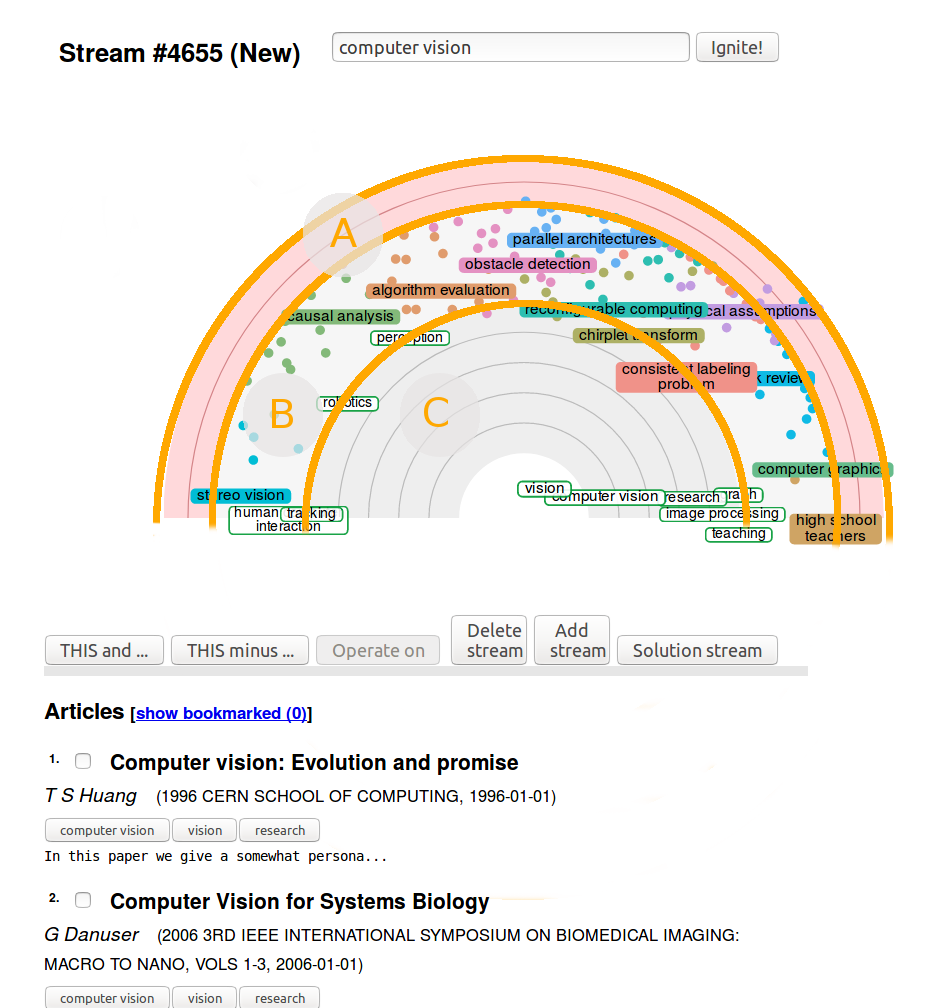 Stream #4655 (New)
computer vision
Ignite!
A
parallel architectures
obstacle detection
algorithm evaluation
causal analysis
reconfigurable computing
cal assumptions
perception
chirplet transform
consistent labeling
problem
k review
robotics
B
C
computer graphics
stereo vision
vision
computer vision
research
graph
human
tracking
interaction
image processing
teaching
high school
teachers
THIS and ...
THIS minus ...
Operate on
Delete
stream
Add
stream
Solution stream
Articles [show bookmarked (0)]
1. Computer vision: Evolution and promise
T S Huang (1996 CERN SCHOOL OF COMPUTING, 1996-01-01)
computer vision vision research
In this paper we give a somewhat persona...
2. Computer Vision for Systems Biology
G Danuser (2006 3RD IEEE INTERNATIONAL SYMPOSIUM ON BIOMEDICAL IMAGING:
MACRO TO NANO, VOLS 1-3, 2006-01-01)
computer vision vision research